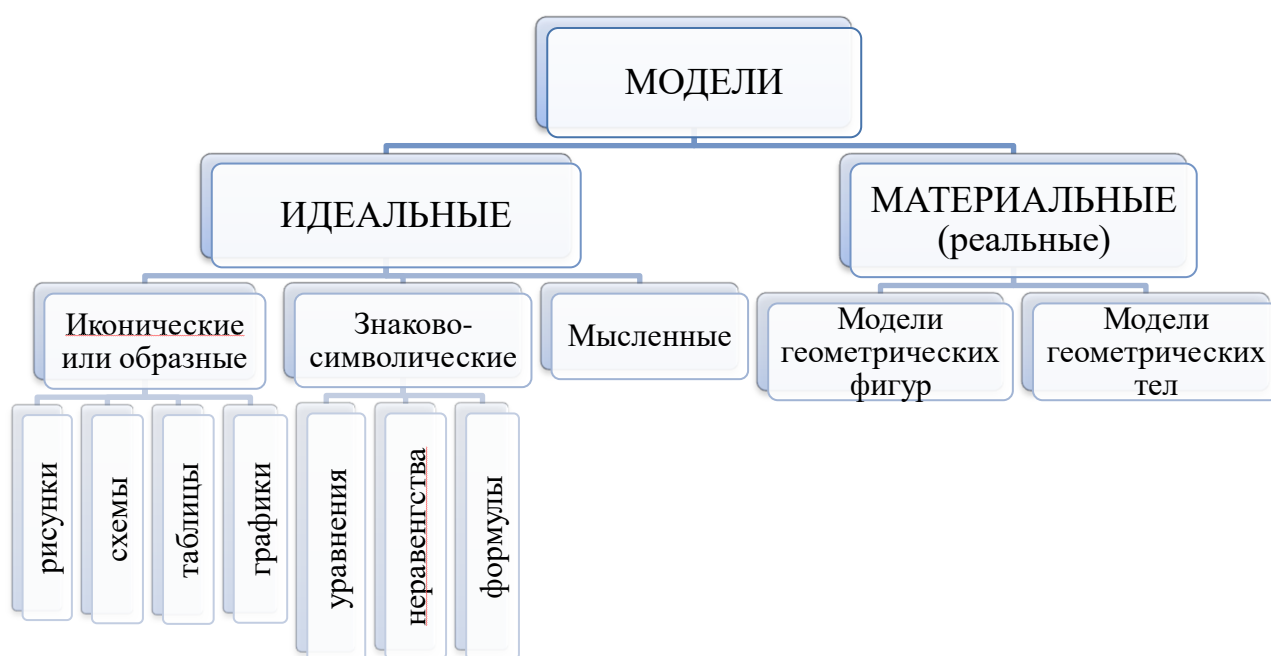 МОДЕЛИ
ИДЕАЛЬНЫЕ
МАТЕРИАЛЬНЫЕ
(реальные)
Иконические
или образные
Знаково-
символические
Мысленные
Модели
геометрических
фигур
Модели
геометрических
тел
рисунки
схемы
таблицы
графики
уравнения
неравенгства
формулы